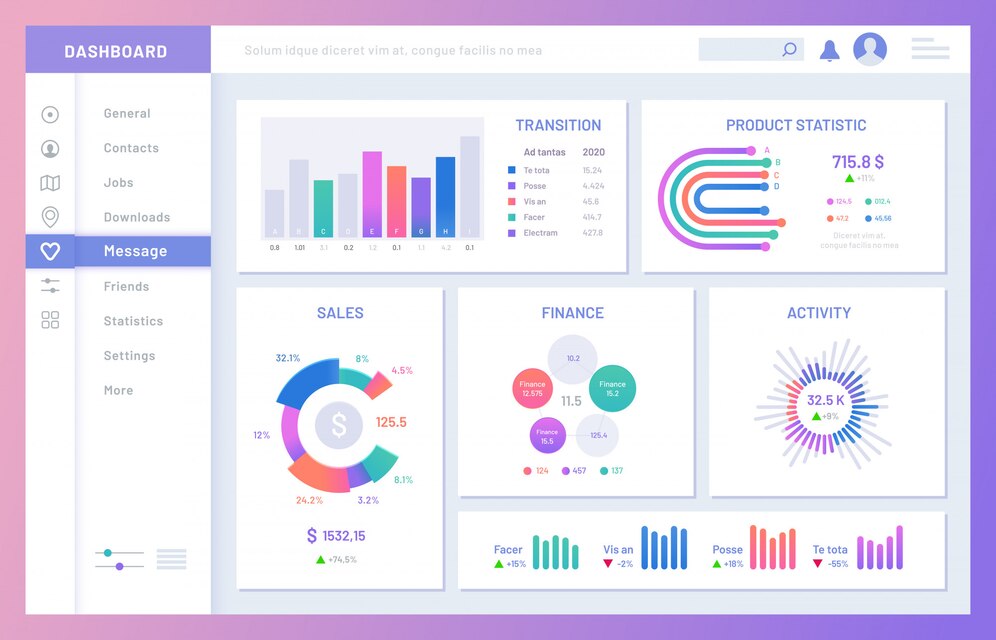 DASHBOARD
Solum idque diceret vim at, congue facilis no mea
General
Contacts
Jobs
Downloads
Message
Friends
Statistics
Settings
More
TRANSITION
Ad tantas 2020
Te tota 15.24
Posse 4.424
Vis an 45.6
Facer 414.7
Electram 427.8
A B C D E F G H I
0.8 1.01 3.1 0.2 1.2 0.1 1.1 4.2 0.1
PRODUCT STATISTIC
A
B
C
D
715.8 $
+11%
124.5 012.4
47.2 45.56
Diceret vim at,
congue facilis no mea
SALES
32.1% 8%
4.5%
$ 125.5
12%
8.1%
24.2% 3.2%
$ 1532,15
+74,5%
FINANCE
10.2
Finance
12.575
Finance
15.2
11.5
Finance
15.5
125.4
124 457 137
ACTIVITY
32.5 K
+9%
Facer
+15%
Vis an
-2%
Posse
+18%
Te tota
-55%